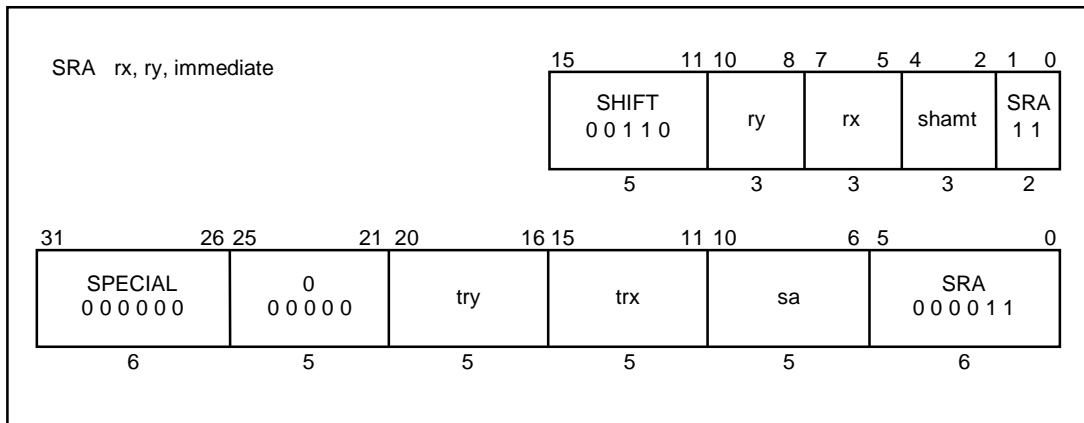 SRA rx, ry, immediate
15 11 10 8 7 5 4 2 1 0
SHIFT ry rx shamt SRA
0 0 1 1 0 1 1
5 3 3 3 2
31 26 25 21 20 16 15 11 10 6 5 0
SPECIAL 0 try trx sa SRA
0 0 0 0 0 0 0 0 0 0 0 0 0 0 0 1 1
6 5 5 5 5 6